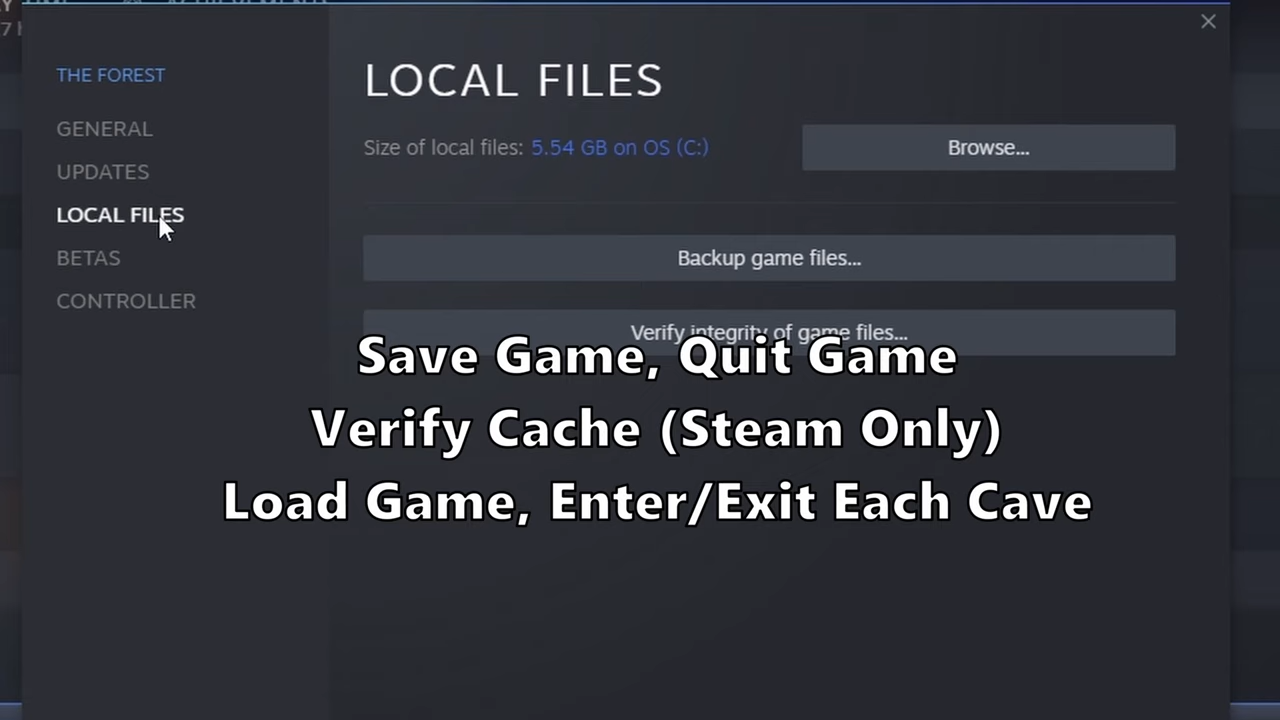 THE FOREST
GENERAL
UPDATES
LOCAL FILES
BETAS
CONTROLLER
LOCAL FILES
Size of local files: 5.54 GB on OS (C:)
Browse...
Backup game files...
Verify integrity of game files...
Save Game, Quit Game
Verify Cache (Steam Only)
Load Game, Enter/Exit Each Cave